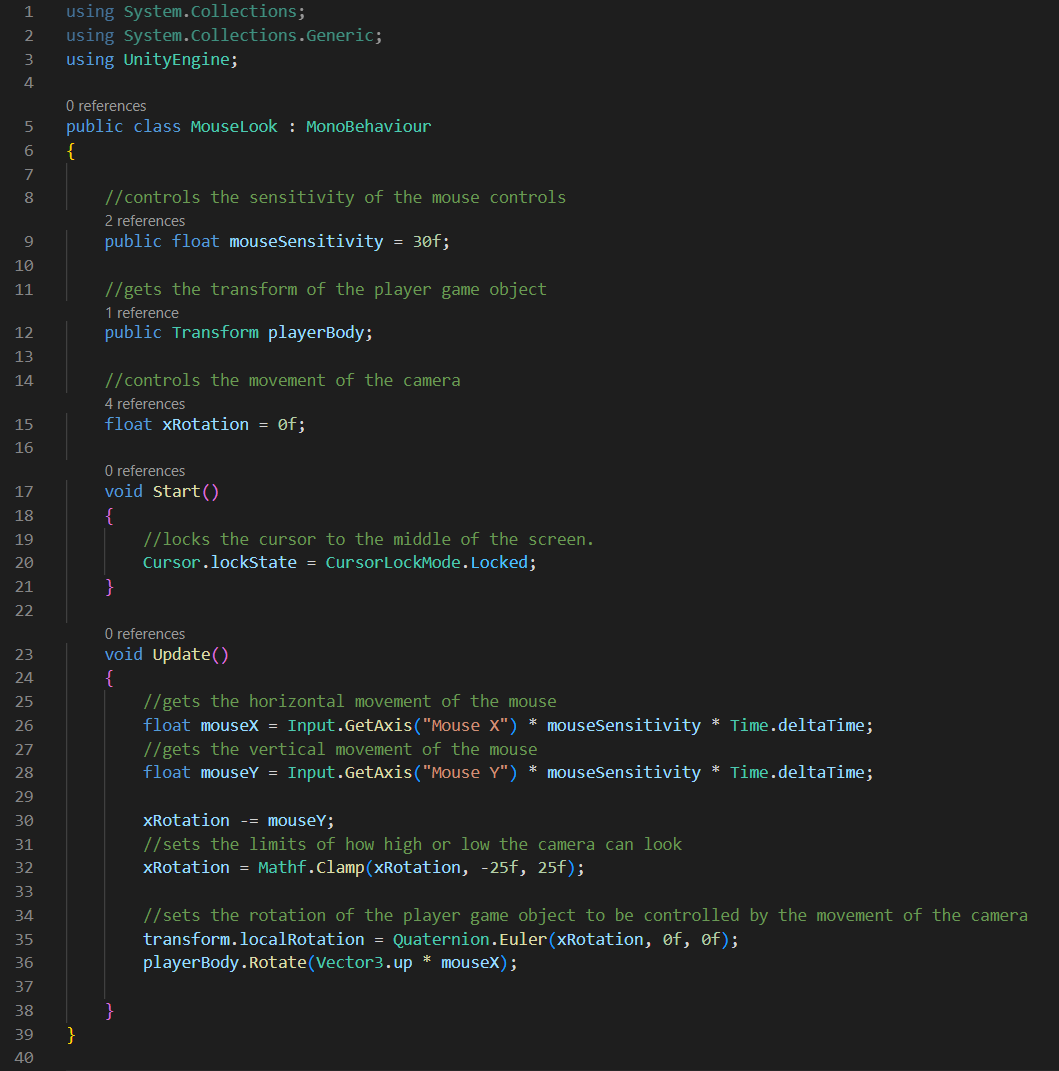 1 using System.Collections;
2 using System.Collections.Generic;
3 using UnityEngine;
4
0 references
5 public class MouseLook : MonoBehaviour
6 {
7
8 //controls the sensitivity of the mouse controls
2 references
9 public float mouseSensitivity = 30f;
10
11 //gets the transform of the player game object
1 reference
12 public Transform playerBody;
13
14 //controls the movement of the camera
4 references
15 float xRotation = 0f;
16
0 references
17 void Start()
18 {
19 //locks the cursor to the middle of the screen.
20 Cursor.lockState = CursorLockMode.Locked;
21 }
22
0 references
23 void Update()
24 {
25 //gets the horizontal movement of the mouse
26 float mouseX = Input.GetAxis("Mouse X") * mouseSensitivity * Time.deltaTime;
27 //gets the vertical movement of the mouse
28 float mouseY = Input.GetAxis("Mouse Y") * mouseSensitivity * Time.deltaTime;
29
30 xRotation -= mouseY;
31 //sets the limits of how high or low the camera can look
32 xRotation = Mathf.Clamp(xRotation, -25f, 25f);
33
34 //sets the rotation of the player game object to be controlled by the movement of the camera
35 transform.localRotation = Quaternion.Euler(xRotation, 0f, 0f);
36 playerBody.Rotate(Vector3.up * mouseX);
37
38 }
39 }
40